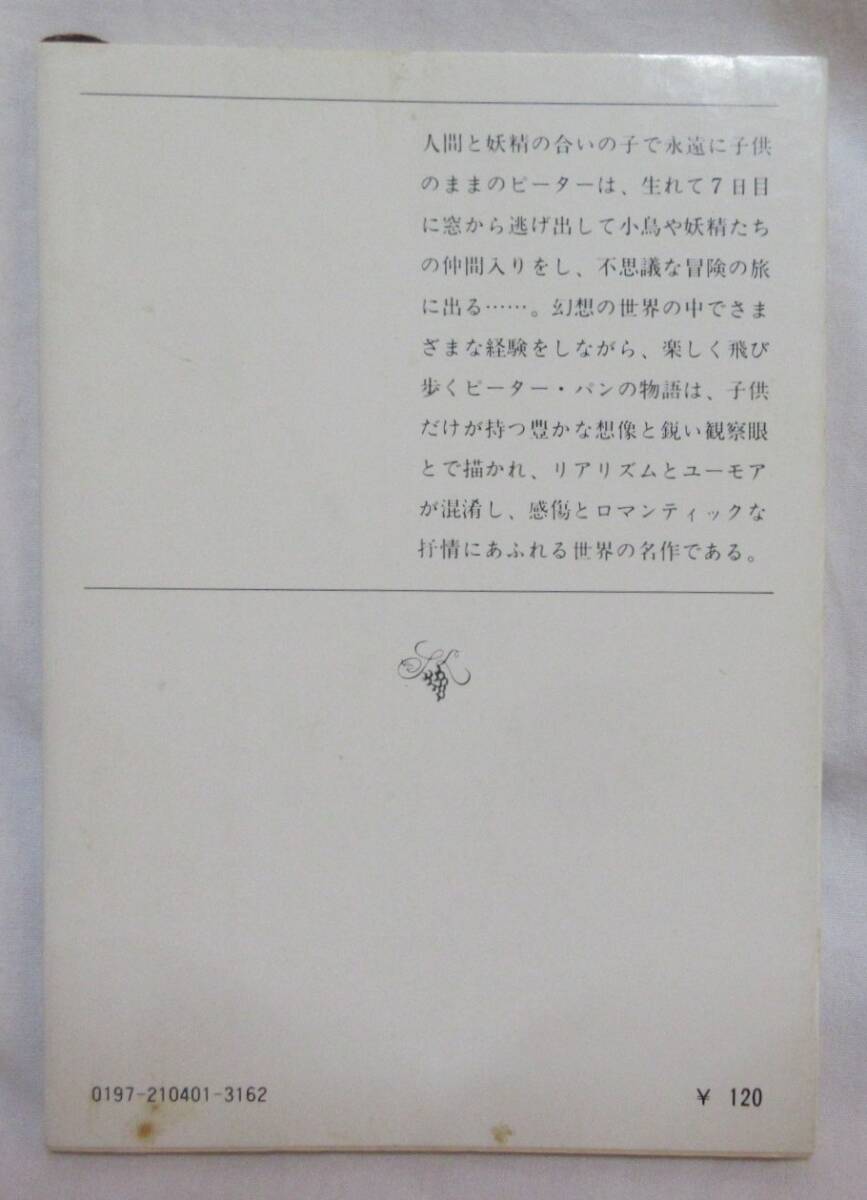 人間と妖精の合いの子で永遠に子供
のままのピーターは、生れて7日目
に窓から逃げ出して小鳥や妖精たち
の仲間入りをし、不思議な冒険の旅
に出る……。幻想の世界の中でさま
ざまな経験をしながら、楽しく飛び
歩くピーター・パンの物語は、子供
だけが持つ豊かな想像と鋭い観察眼
とで描かれ、リアリズムとユーモア
が混淆し、感傷とロマンティックな
抒情にあふれる世界の名作である。
0197-210401-3162
¥ 120